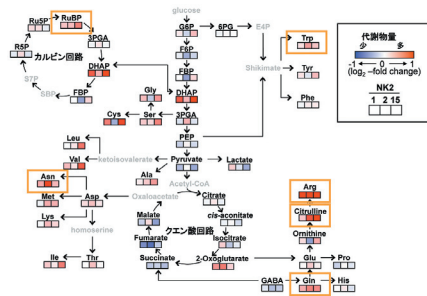 glucose
Ru5P
RuBP
G6P
6PG
E4P
R5P
3PGA
カルビン回路
F6P
Trp
DHAP
STP
SBP
FBP
FBP
Shikimate
Tyr
Gly
DHAP
Phe
Cys
Ser
3PGA
Leu
PEP
Val
ketoisovalerate
Pyruvate
Lactate
Asn
Ala
Acetyl-CoA
Met
Asp
Oxaloacetate
Citrate
Arg
Lys
Malate
cis-aconitate
Citrulline
homoserine
クエン酸回路
Fumarate
Isocitrate
Ornithine
Ile
Thr
Succinate
2-Oxoglutarate
Glu
Pro
GABA
Gln
His
代謝物量
少 多
-1 0 1
(log2 –fold change)
NK2
1 2 15